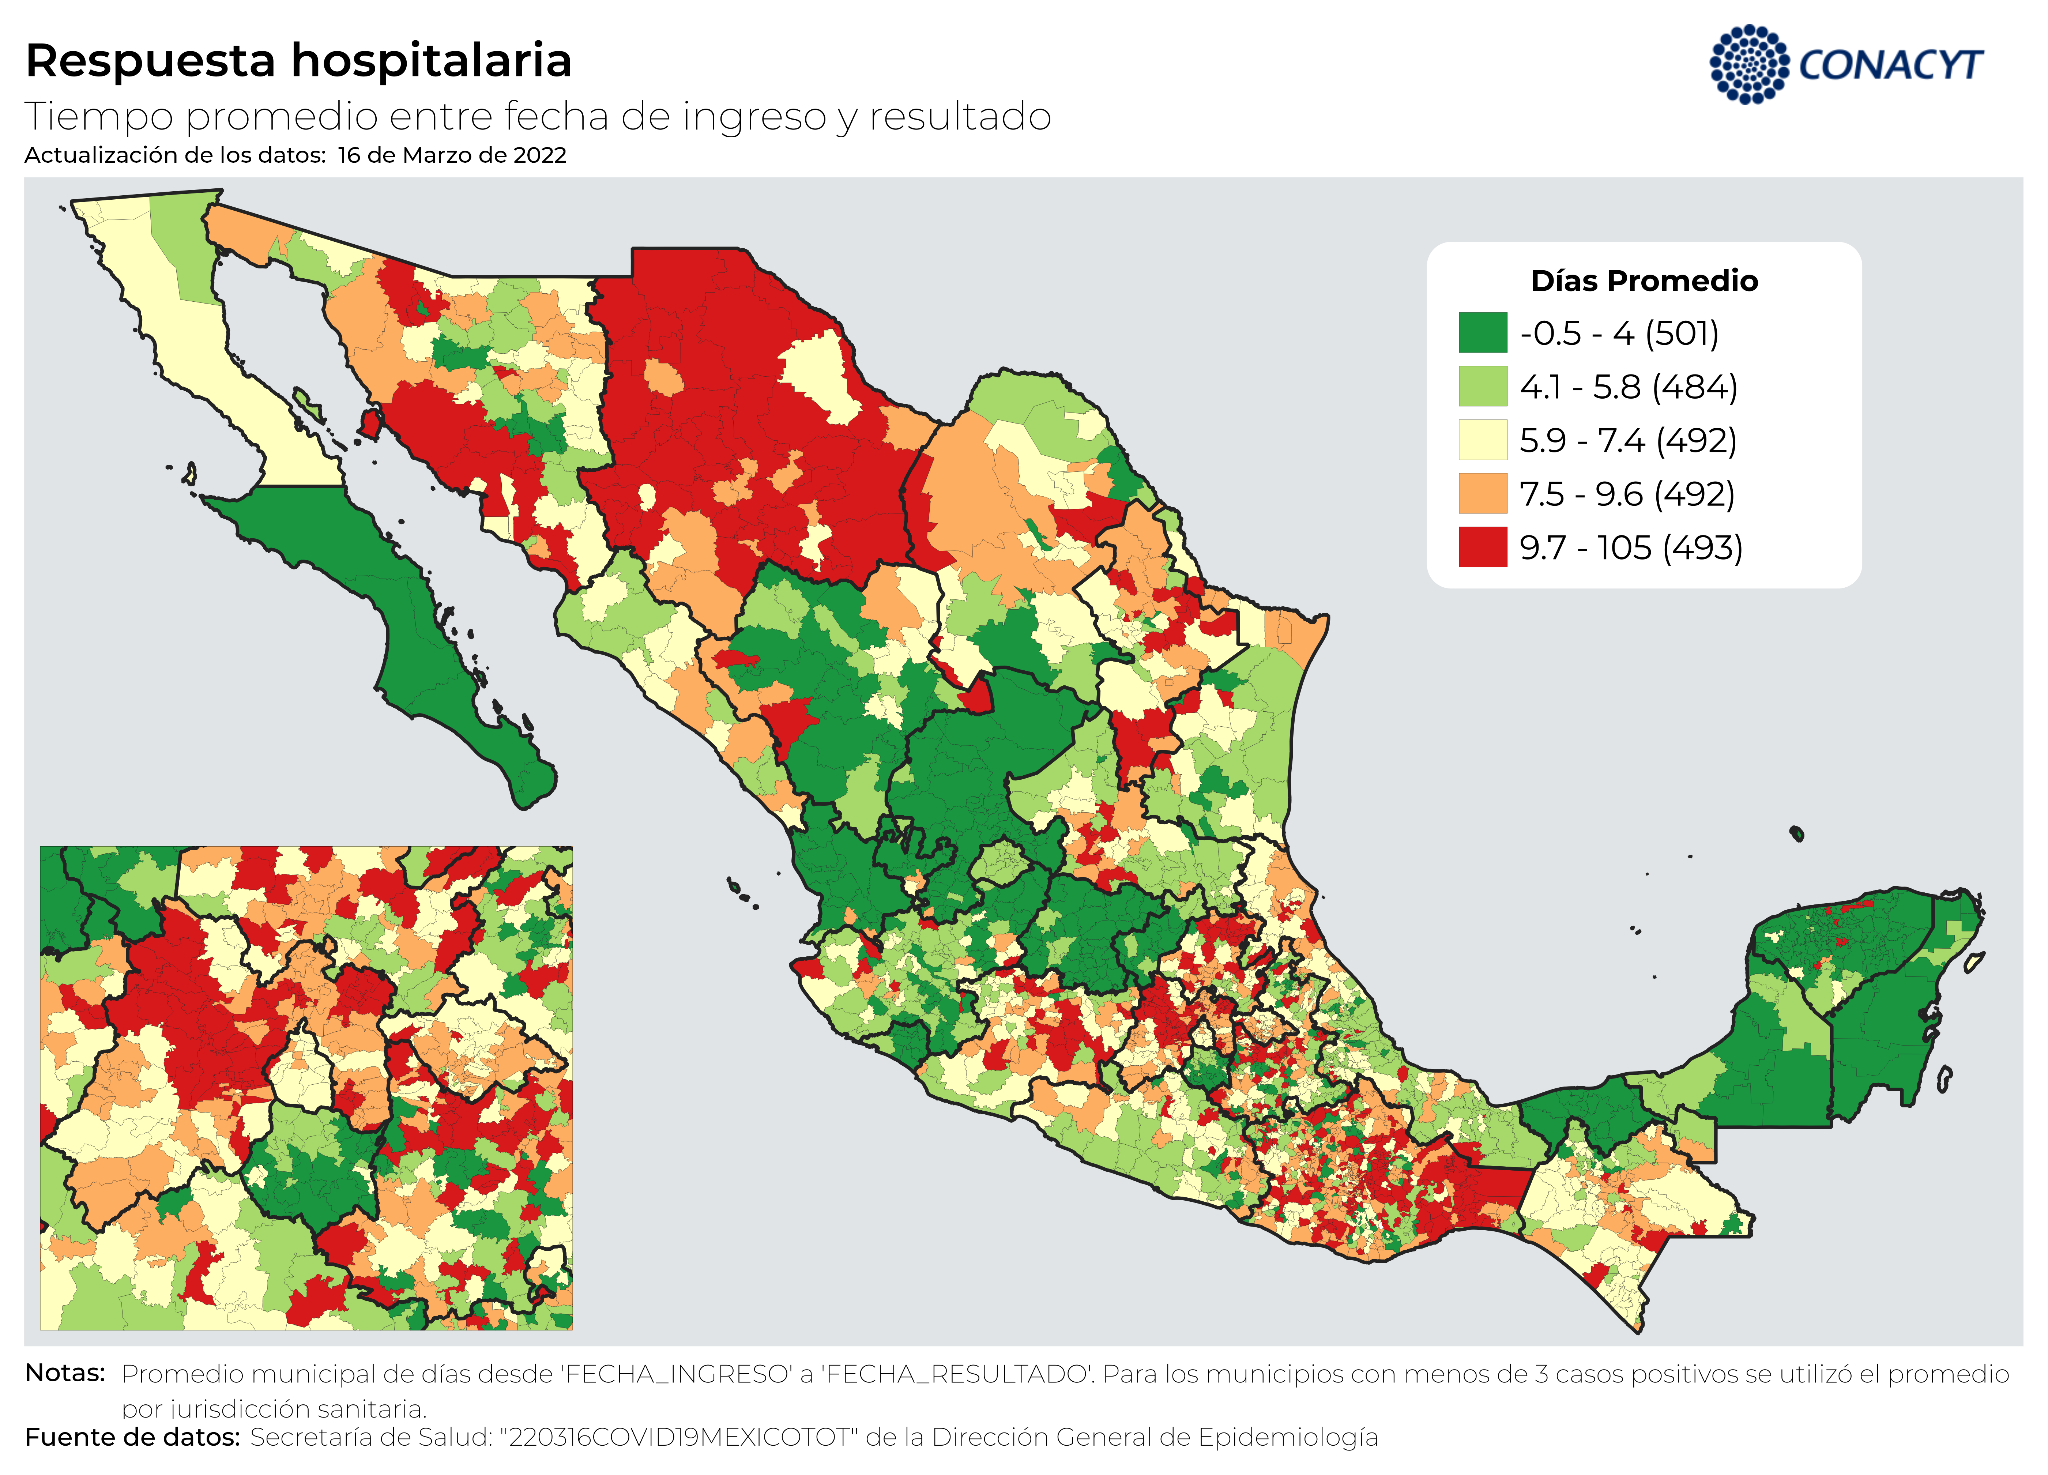 Respuesta hospitalaria
CONACYT
Tiempo promedio entre fecha de ingreso y resultado
Actualización de los datos: 16 de Marzo de 2022
Días Promedio
-0.5 - 4 (501)
4.1 - 5.8 (484)
5.9 - 7.4 (492)
7.5 - 9.6 (492)
9.7 - 105 (493)
Notas: Promedio municipal de días desde 'FECHA_INGRESO' a 'FECHA_RESULTADO'. Para los municipios con menos de 3 casos positivos se utilizó el promedio
por jurisdicción sanitaria.
Fuente de datos: Secretaría de Salud: "220316COVID19MEXICOTOT" de la Dirección General de Epidemiología